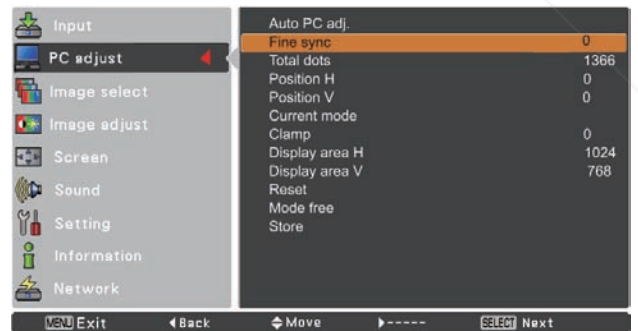 Input
PC adjust
Image select
Image adjust
Screen
Sound
Setting
Information
Network
Auto PC adj.
Fine sync 0
Total dots 1366
Position H 0
Position V 0
Current mode
Clamp 0
Display area H 1024
Display area V 768
Reset
Mode free
Store
MENU Exit Back Move ----- SELECT Next